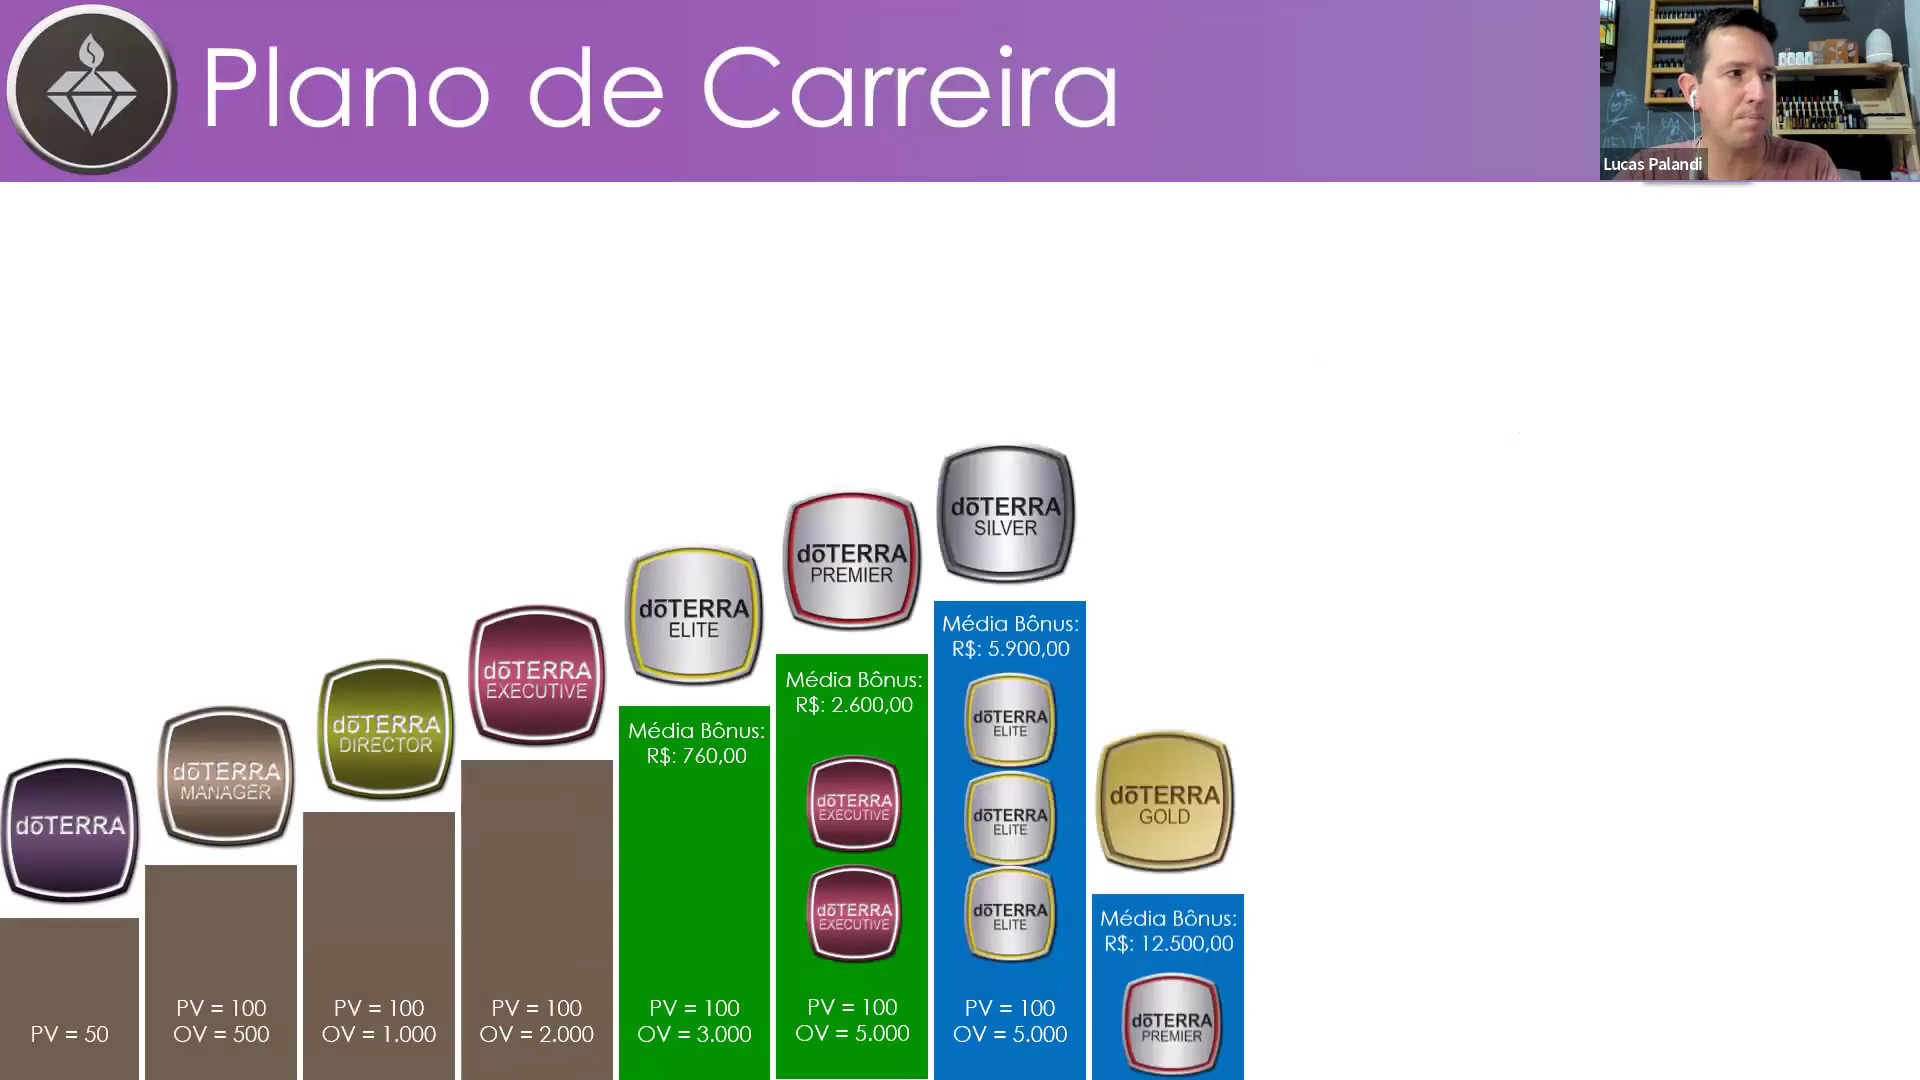 Plano de Carreira
Lucas Palandi
dōTERRA
PV = 50
dōTERRA
MANAGER
PV = 100
OV = 500
dōTERRA
DIRECTOR
PV = 100
OV = 1.000
dōTERRA
EXECUTIVE
PV = 100
OV = 2.000
dōTERRA
ELITE
Média Bônus:
R$: 760,00
PV = 100
OV = 3.000
dōTERRA
PREMIER
Média Bônus:
R$: 2.600,00
dōTERRA
EXECUTIVE
dōTERRA
EXECUTIVE
PV = 100
OV = 5.000
dōTERRA
SILVER
Média Bônus:
R$: 5.900,00
dōTERRA
ELITE
dōTERRA
ELITE
dōTERRA
ELITE
PV = 100
OV = 5.000
dōTERRA
GOLD
Média Bônus:
R$: 12.500,00
dōTERRA
PREMIER